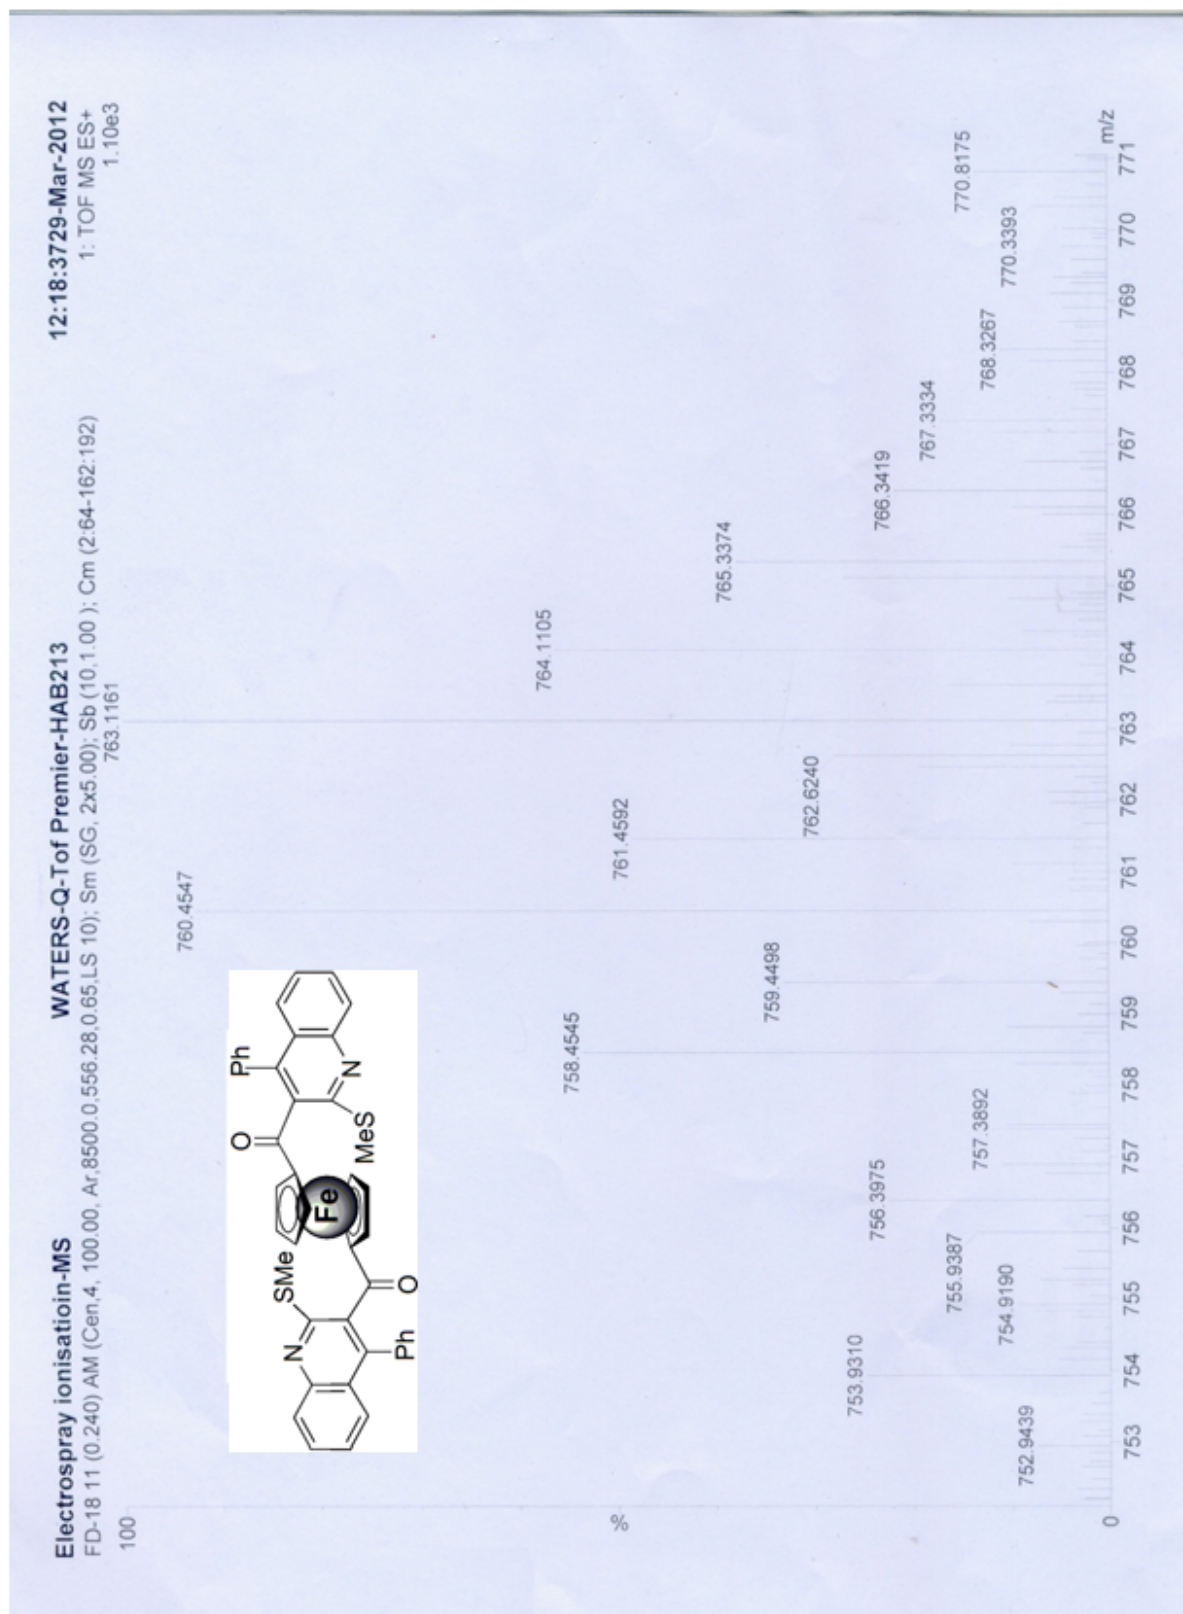 Electrospray ionisatioin-MS WATERS-Q-Tof Premier-HAB213 12:18:3729-Mar-2012
FD-18 11 (0.240) AM (Cen,4, 100.00, Ar,8500.0,556.28,0.65,LS 10); Sm (SG, 2x5.00); Sb (10,1.00 ); Cm (2:64-162:192) 1: TOF MS ES+
1.10e3
100
763.1161
760.4547
Ph
O
N
MeS
Fe
SMe
N
O
Ph
758.4545
764.1105
761.4592
%
765.3374
759.4498
762.6240
753.9310
756.3975
766.3419
755.9387
767.3334
757.3892
770.8175
768.3267
754.9190
770.3393
752.9439
0
753 754 755 756 757 758 759 760 761 762 763 764 765 766 767 768 769 770 771
m/z